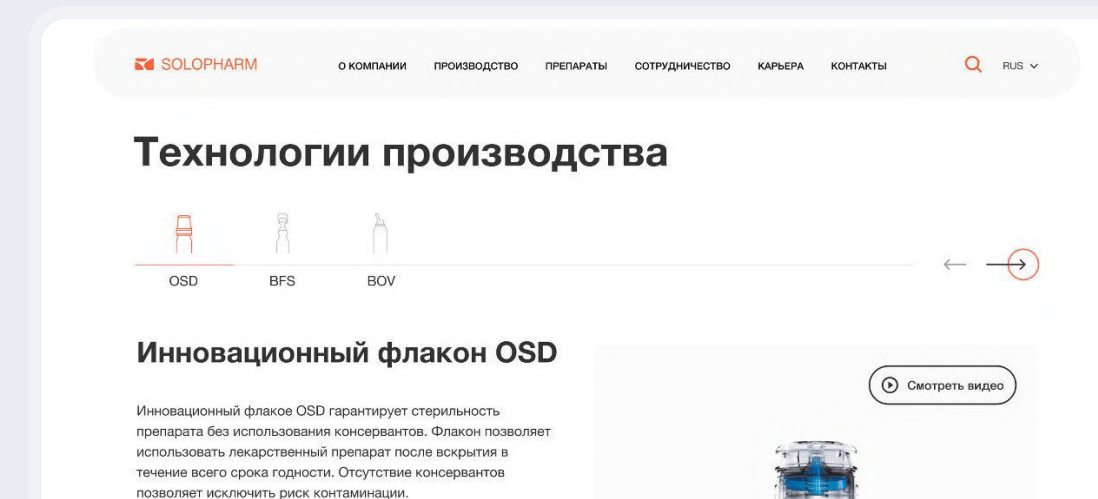 SOLOPHARM
О КОМПАНИИ ПРОИЗВОДСТВО ПРЕПАРАТЫ СОТРУДНИЧЕСТВО КАРЬЕРА КОНТАКТЫ RUS
Технологии производства
OSD BFS BOV
Инновационный флакон OSD
Смотреть видео
Инновационный флакое OSD гарантирует стерильность
препарата без использования консервантов. Флакон позволяет
использовать лекарственный препарат после вскрытия в
течение всего срока годности. Отсутствие консервантов
позволяет исключить риск контаминации.